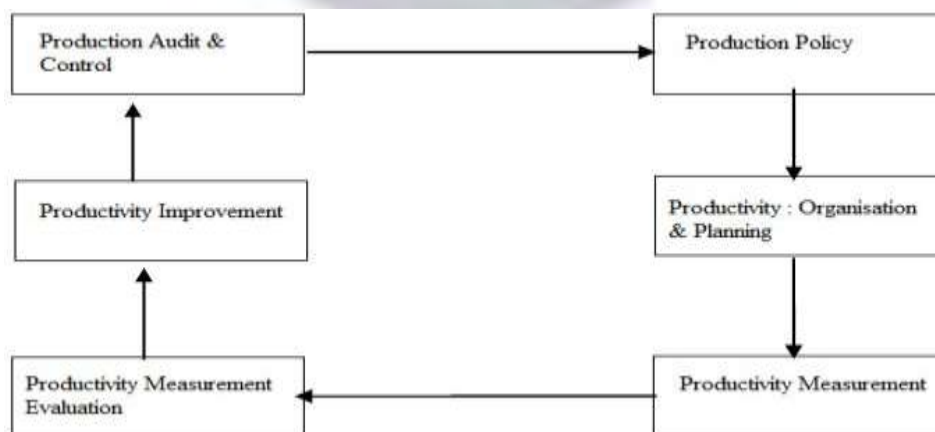 Production Audit &
Control
Production Policy
Productivity Improvement
Productivity : Organisation
& Planning
Productivity Measurement
Evaluation
Productivity Measurement